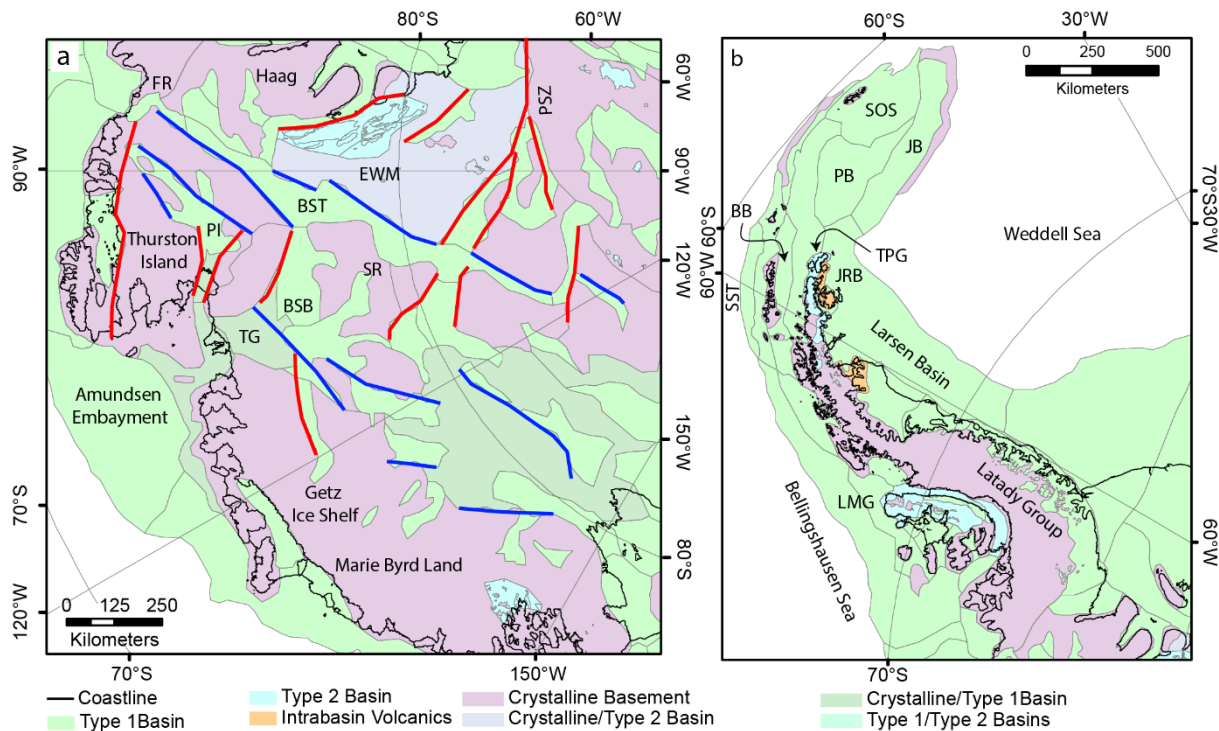 80°S
60°W
60°S
30°W
a
FR
Haag
60°W
PSZ
90°W
EWM
90°W
BST
PI
Thurston
Island
SR
120°W
BSB
TG
Amundsen
Embayment
150°W
Getz
Ice Shelf
70°S
Marie Byrd Land
80°S
0 125 250
Kilometers
120°W
70°S
150°W
b
0 250 500
Kilometers
SOS
JB
PB
70°S
30°W
BB
60°S
60°W
Weddell Sea
TPG
SST
JRB
Larsen Basin
Latady Group
LMG
Bellingshausen Sea
60°W
70°S
Coastline
Type 2 Basin
Crystalline Basement
Crystalline/Type 1Basin
Type 1Basin
Intrabasin Volcanics
Crystalline/Type 2 Basin
Type 1/Type 2 Basins